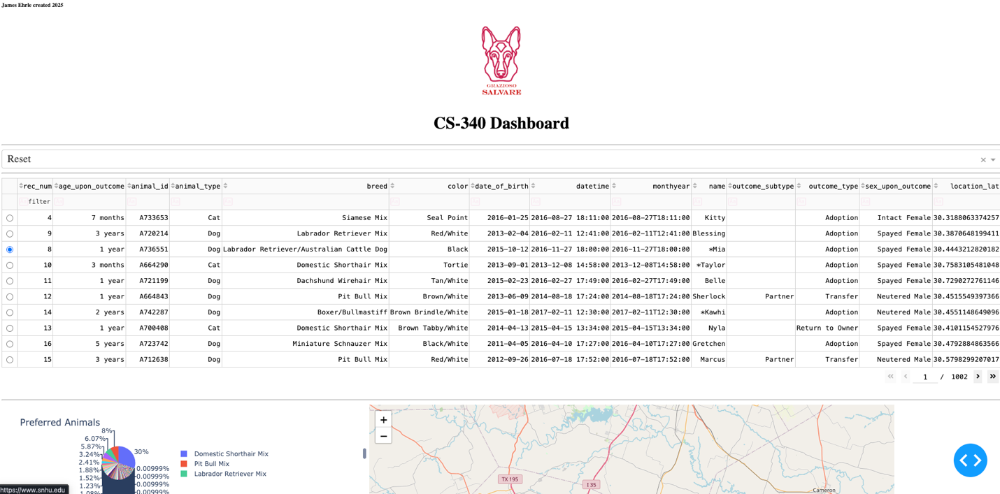 James Ehrle created 2025
GRAZIOSO
SALVARE
CS-340 Dashboard
Reset
rec_num age_upon_outcome animal_id animal_type breed color date_of_birth datetime monthyear name outcome_subtype outcome_type sex_upon_outcome location_lat
Aa filter Aa Aa Aa Aa Aa Aa Aa Aa Aa Aa Aa Aa Aa
4 7 months A733653 Cat Siamese Mix Seal Point 2016-01-25 2016-08-27 18:11:00 2016-08-27T18:11:00 Kitty Adoption Intact Female 30.3188063374257
9 3 years A720214 Dog Labrador Retriever Mix Red/White 2013-02-04 2016-02-11 12:41:00 2016-02-11T12:41:00 Blessing Adoption Spayed Female 30.3870648199411
8 1 year A736551 Dog Labrador Retriever/Australian Cattle Dog Black 2015-10-12 2016-11-27 18:00:00 2016-11-27T18:00:00 *Mia Adoption Spayed Female 30.4443212820182
10 3 months A664290 Cat Domestic Shorthair Mix Tortie 2013-09-01 2013-12-08 14:58:00 2013-12-08T14:58:00 *Taylor Adoption Spayed Female 30.7583105481048
11 1 year A721199 Dog Dachshund Wirehair Mix Tan/White 2015-02-23 2016-02-27 17:49:00 2016-02-27T17:49:00 Belle Adoption Spayed Female 30.7290272761146
12 1 year A664843 Dog Pit Bull Mix Brown/White 2013-06-09 2014-08-18 17:24:00 2014-08-18T17:24:00 Sherlock Partner Transfer Neutered Male 30.4515549397366
14 2 years A742287 Dog Boxer/Bullmastiff Brown Brindle/White 2015-01-18 2017-02-11 12:30:00 2017-02-11T12:30:00 *Kawhi Adoption Neutered Male 30.4551148649096
13 1 year A700408 Cat Domestic Shorthair Mix Brown Tabby/White 2014-04-13 2015-04-15 13:34:00 2015-04-15T13:34:00 Nyla Return to Owner Spayed Female 30.4101154527976
16 5 years A723742 Dog Miniature Schnauzer Mix Black/White 2011-04-05 2016-04-10 17:27:00 2016-04-10T17:27:00 Gretchen Adoption Spayed Female 30.4792884863566
15 3 years A712638 Dog Pit Bull Mix Red/White 2012-09-26 2016-07-18 17:52:00 2016-07-18T17:52:00 Marcus Partner Transfer Neutered Male 30.5798299207017
1 / 1002
Preferred Animals
8%
6.07%
5.87%
3.24%
2.41%
1.88%
1.52%
1.23%
1.08%
30%
0.00999%
0.00999%
0.00999%
0.00999%
Domestic Shorthair Mix
Pit Bull Mix
Labrador Retriever Mix
+
−
TX 195
I 35
Cameron
https://www.snhu.edu